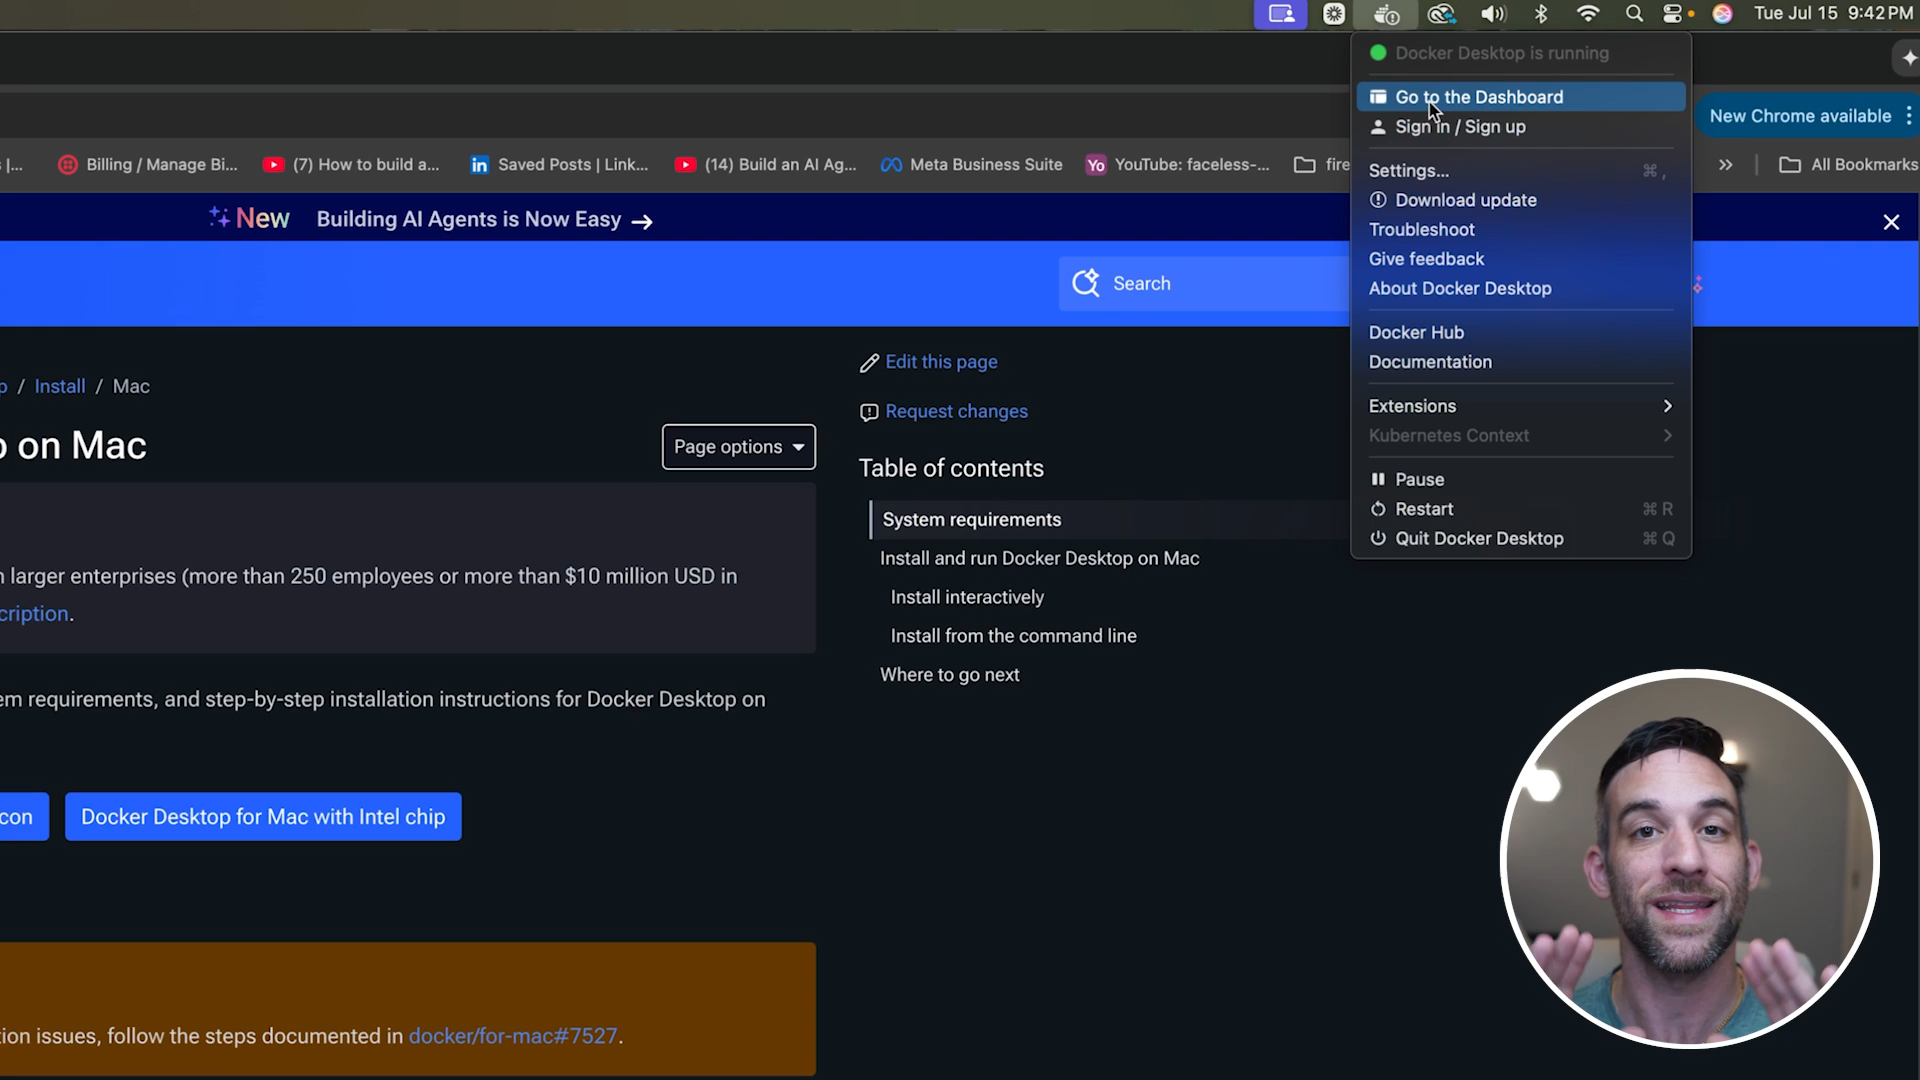 Tue Jul 15 9:42 PM
Docker Desktop is running
Go to the Dashboard
Sign in / Sign up
Settings... ⌘ ,
Download update
Troubleshoot
Give feedback
About Docker Desktop
Docker Hub
Documentation
Extensions
Kubernetes Context
Pause
Restart ⌘ R
Quit Docker Desktop ⌘ Q
New Chrome available
|...
Billing / Manage Bi...
(7) How to build a...
in Saved Posts | Link...
(14) Build an AI Ag...
Meta Business Suite
Yo YouTube: faceless-...
fire
» All Bookmarks
New Building AI Agents is Now Easy →
Search
p / Install / Mac
p on Mac
Page options
n larger enterprises (more than 250 employees or more than $10 million USD in
cription.
em requirements, and step-by-step installation instructions for Docker Desktop on
con
Docker Desktop for Mac with Intel chip
tion issues, follow the steps documented in docker/for-mac#7527.
Edit this page
Request changes
Table of contents
System requirements
Install and run Docker Desktop on Mac
Install interactively
Install from the command line
Where to go next